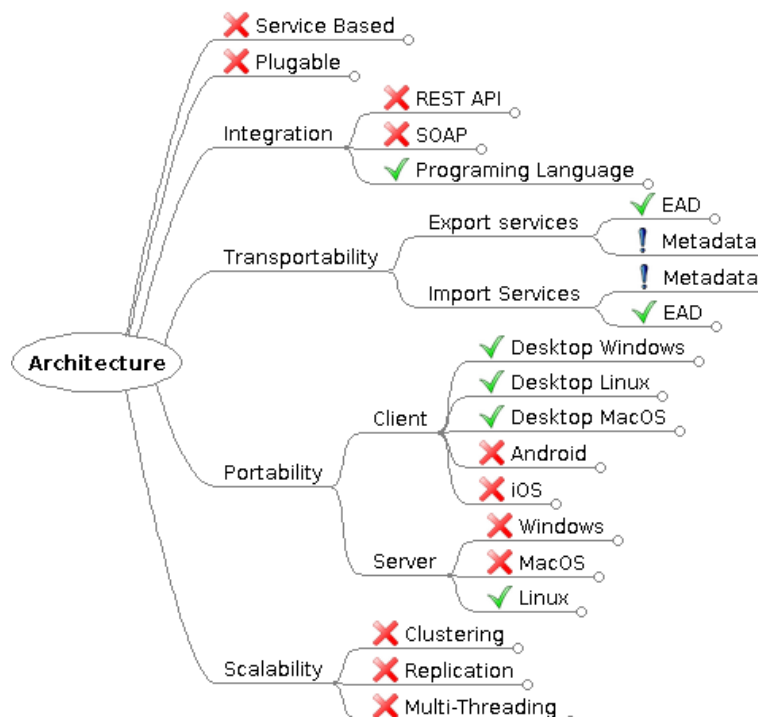 Service Based
Plugable
REST API
Integration
SOAP
Programing Language
EAD
Export services
Metadata
Transportability
Metadata
Import Services
EAD
Architecture
Desktop Windows
Desktop Linux
Client
Desktop MacOS
Android
Portability
iOS
Windows
Server
MacOS
Linux
Clustering
Scalability
Replication
Multi-Threading